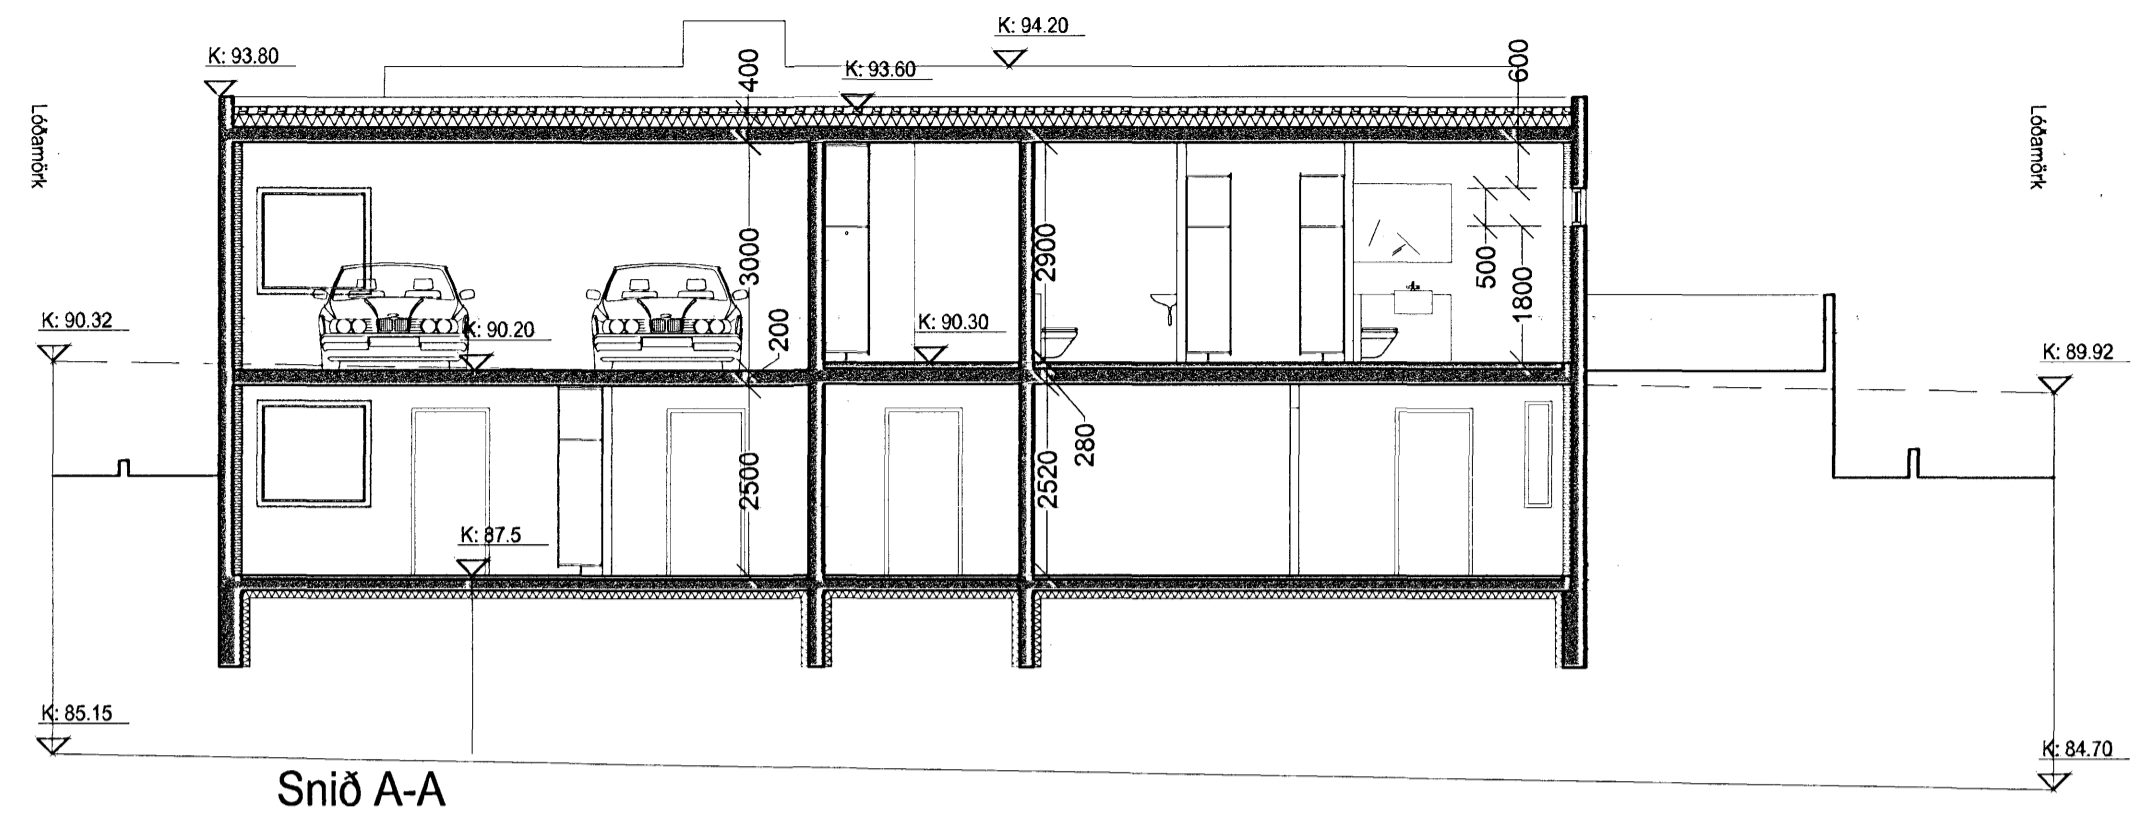 K: 94.20
K: 93.80
K: 93.60
400
600
Lóðamörk
Lóðamörk
3000
2900
500
1800
K: 90.32
K: 90.20
200
K: 90.30
K: 89.92
280
2500
2520
K: 87.5
K: 85.15
K: 84.70
Snið A-A